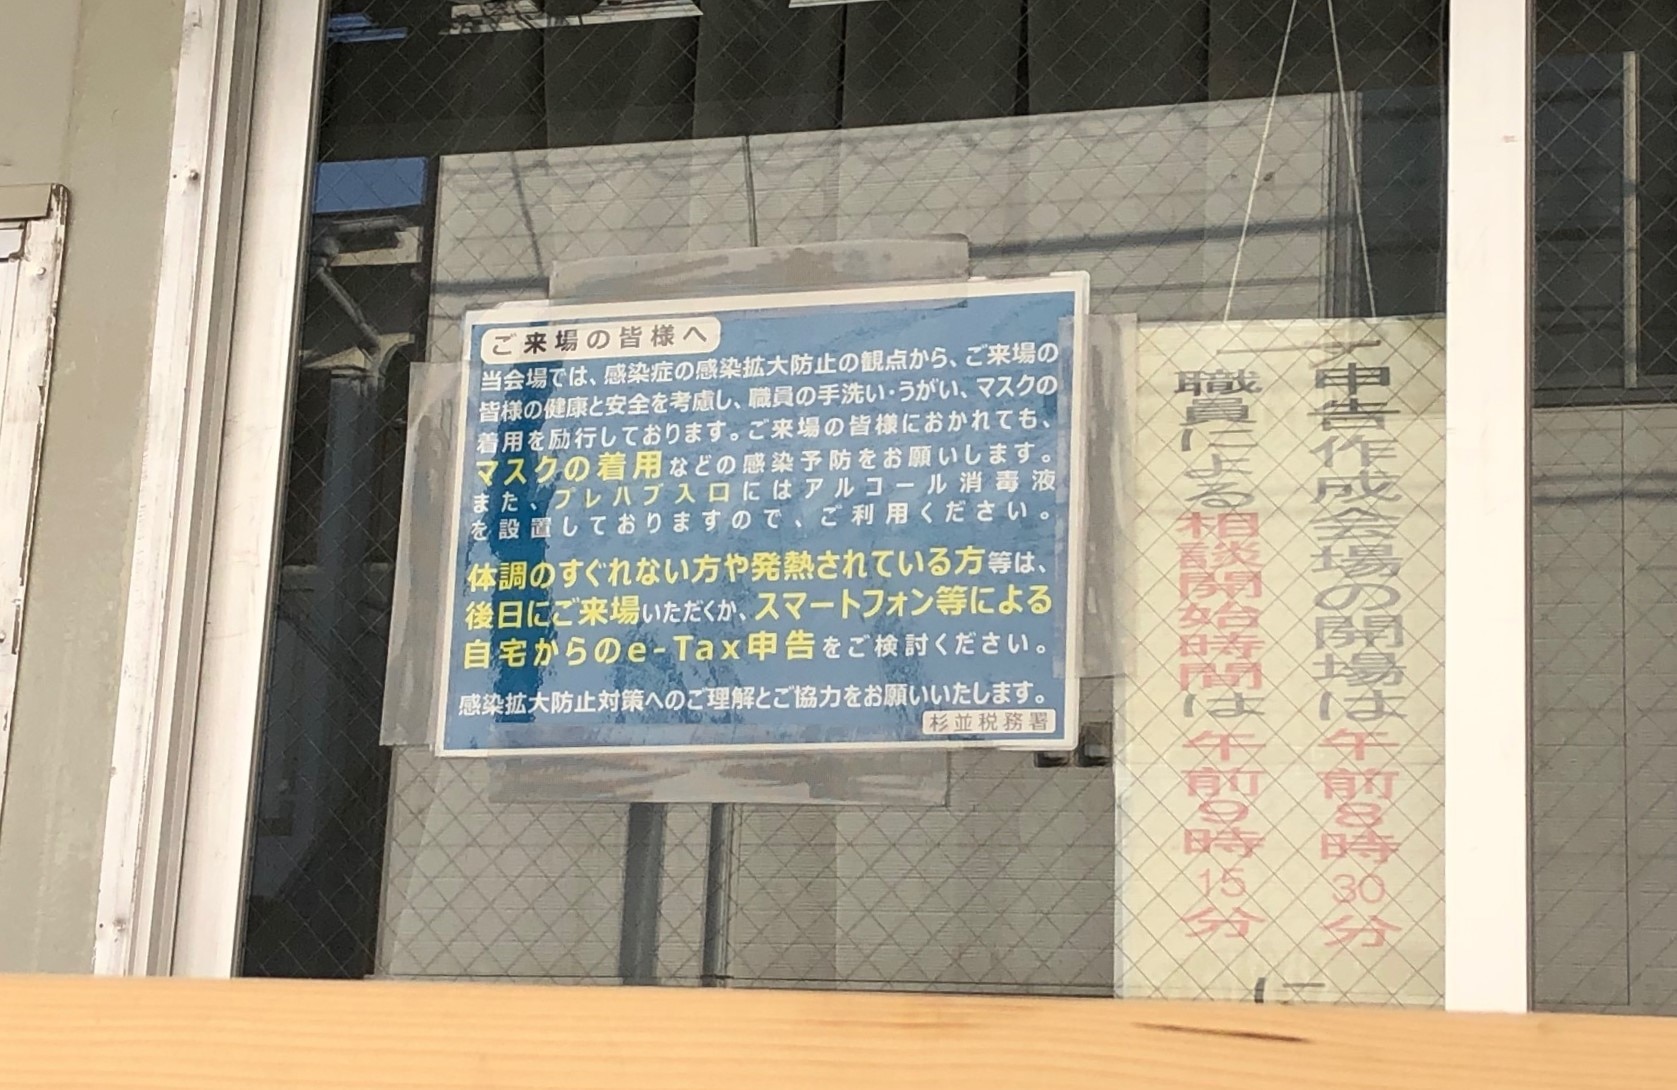 ご来場の皆様へ
当会場では、感染症の感染拡大防止の観点から、ご来場の
皆様の健康と安全を考慮し、職員の手洗い・うがい、マスクの
着用を励行しております。ご来場の皆様におかれても、
マスクの着用などの感染予防をお願いします。
また、プレハブ入口にはアルコール消毒液
を設置しておりますので、ご利用ください。
体調のすぐれない方や発熱されている方等は、
後日にご来場いただくか、スマートフォン等による
自宅からのe-Tax申告をご検討ください。
感染拡大防止対策へのご理解とご協力をお願いいたします。
杉並税務署
申告作成会場の開場は午前8時30分
職員による相談開始時間は午前9時15分
に